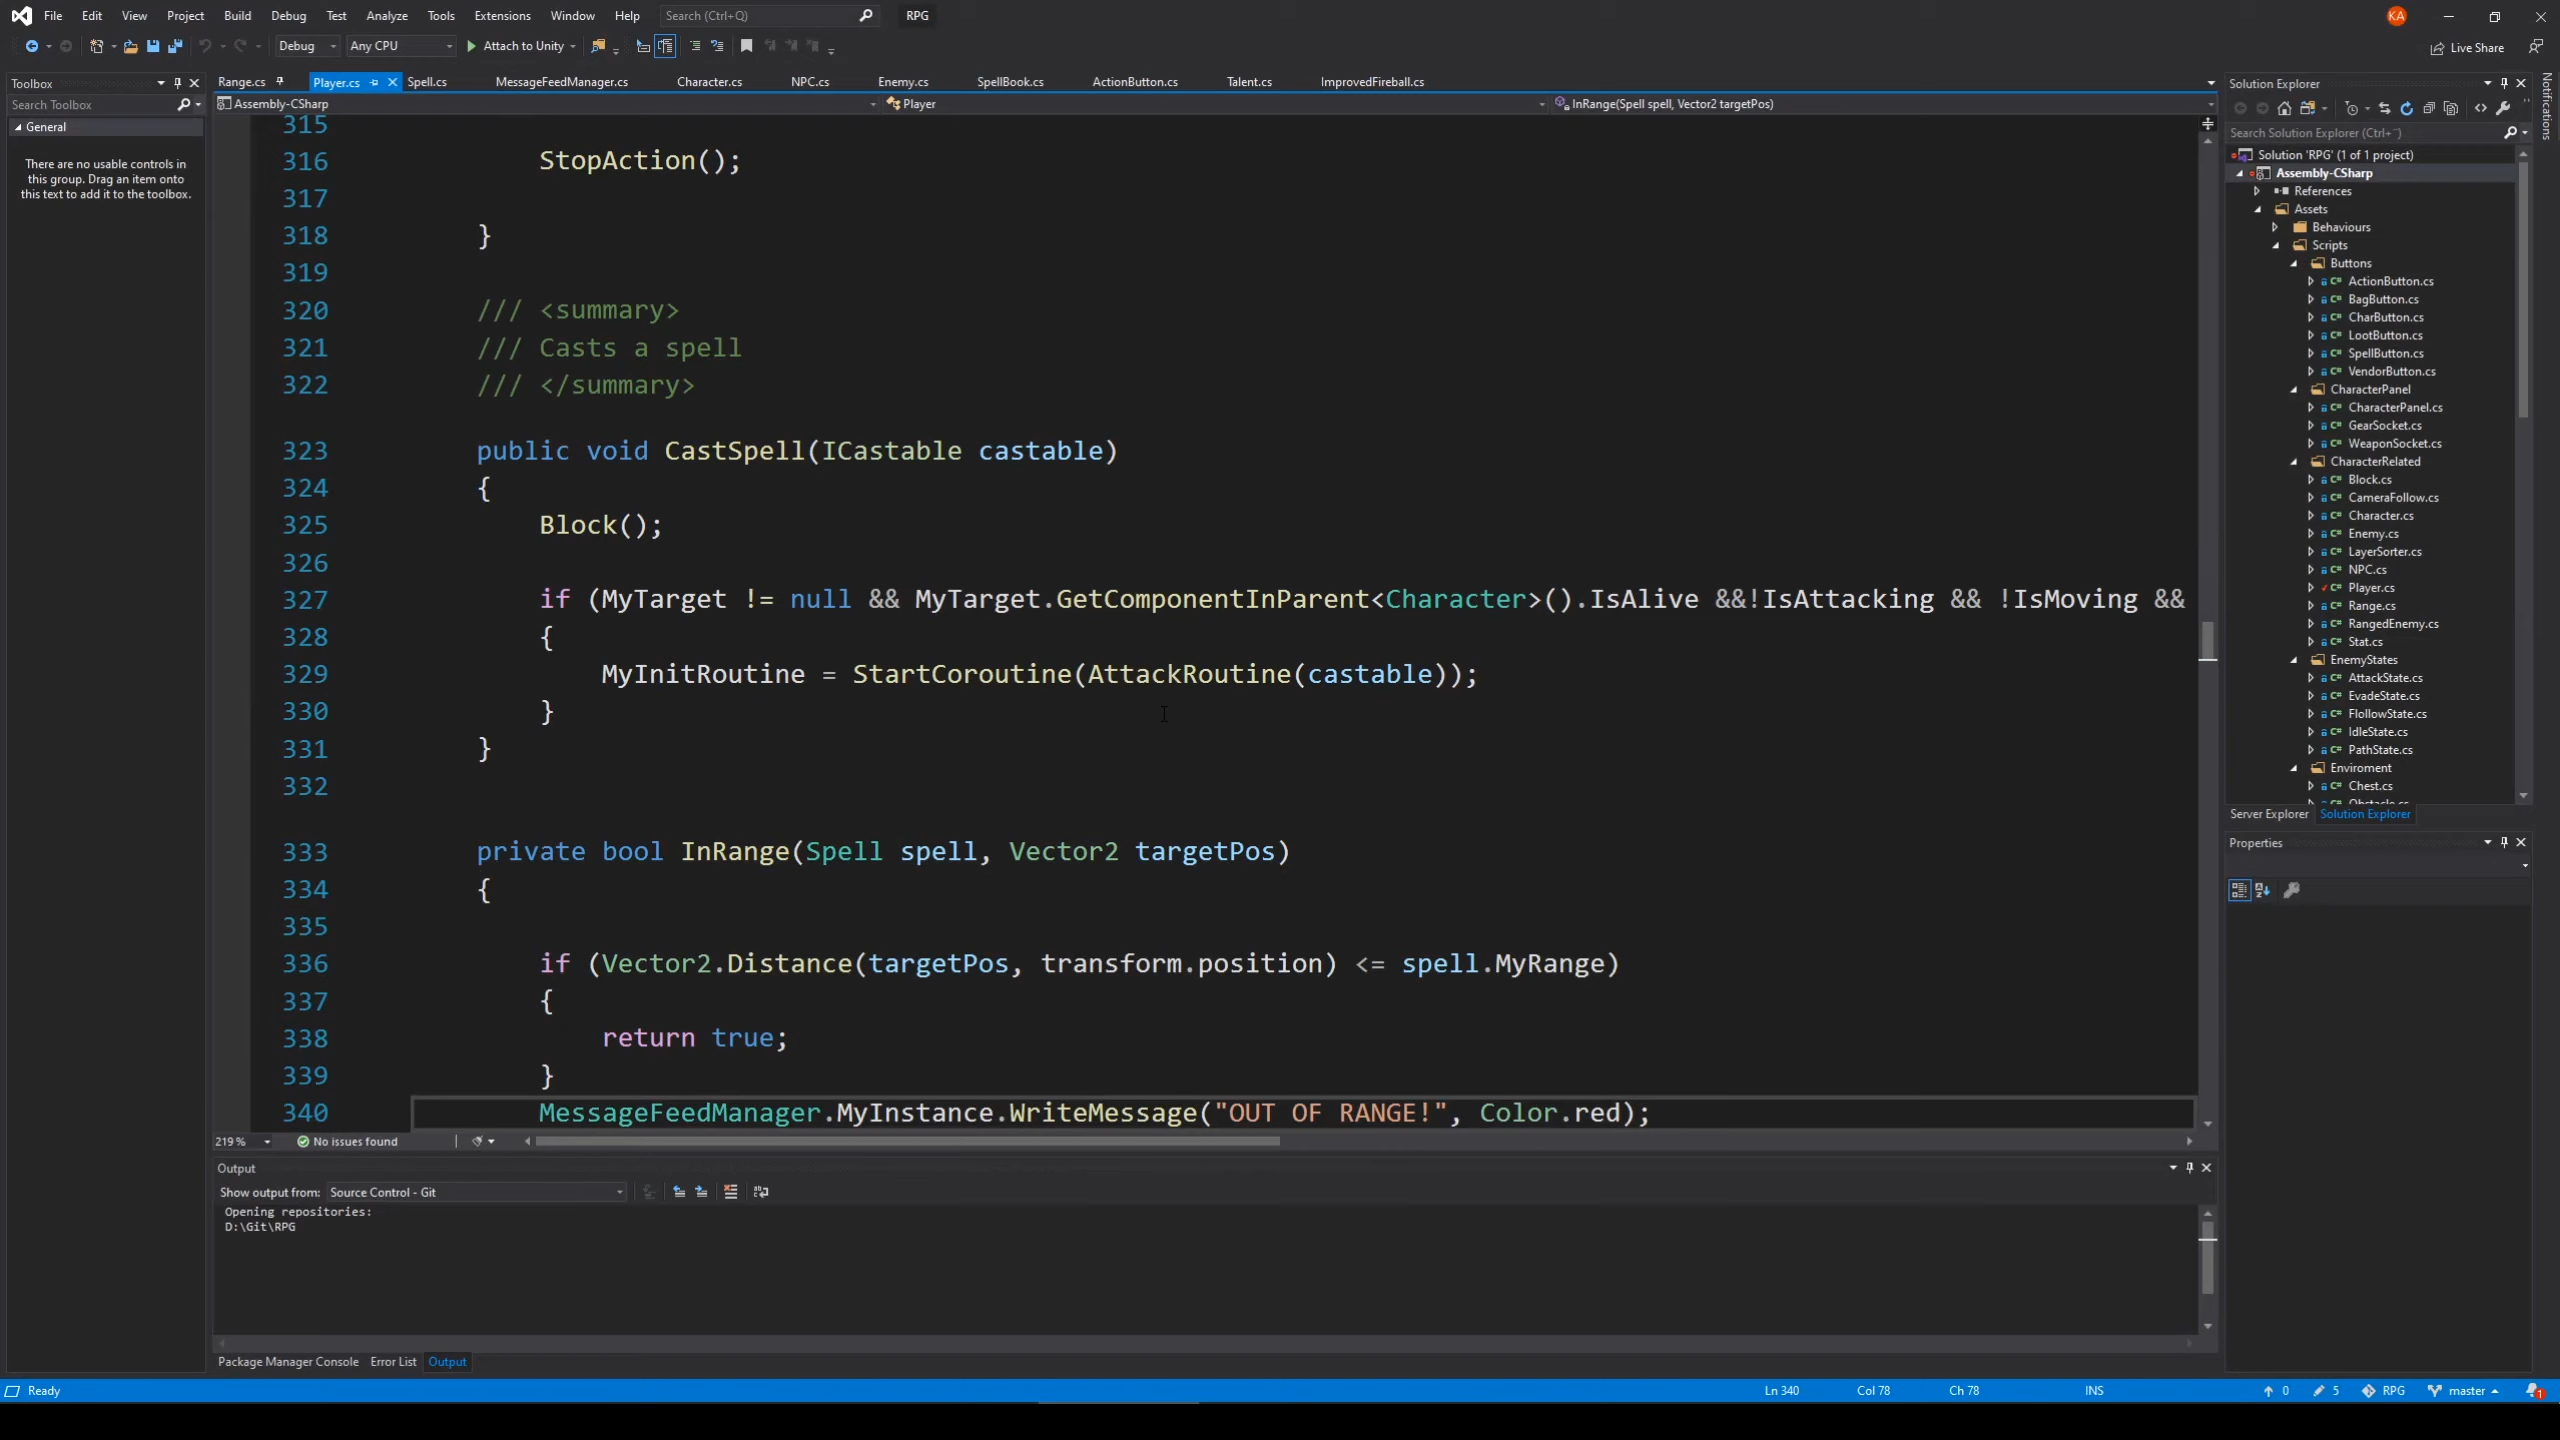 File Edit View Project Build Debug Test Analyze Tools Extensions Window Help Search (Ctrl+Q) RPG KA
Debug Any CPU Attach to Unity Live Share
Toolbox
Search Toolbox
General
There are no usable controls in
this group. Drag an item onto
this text to add it to the toolbox.
Range.cs Player.cs Spell.cs MessageFeedManager.cs Character.cs NPC.cs Enemy.cs SpellBook.cs ActionButton.cs Talent.cs ImprovedFireball.cs
Assembly-CSharp Player InRange(Spell spell, Vector2 targetPos)
315
316 StopAction();
317
318 }
319
320 /// <summary>
321 /// Casts a spell
322 /// </summary>
323 public void CastSpell(ICastable castable)
324 {
325 Block();
326
327 if (MyTarget != null && MyTarget.GetComponentInParent<Character>().IsAlive &&!IsAttacking && !IsMoving &&
328 {
329 MyInitRoutine = StartCoroutine(AttackRoutine(castable));
330 }
331 }
332
333 private bool InRange(Spell spell, Vector2 targetPos)
334 {
335
336 if (Vector2.Distance(targetPos, transform.position) <= spell.MyRange)
337 {
338 return true;
339 }
340 MessageFeedManager.MyInstance.WriteMessage("OUT OF RANGE!", Color.red);
219 % No issues found
Output
Show output from: Source Control - Git
Opening repositories:
D:\Git\RPG
Package Manager Console Error List Output
Solution Explorer
Search Solution Explorer (Ctrl+¨)
Solution 'RPG' (1 of 1 project)
Assembly-CSharp
References
Assets
Behaviours
Scripts
Buttons
C# ActionButton.cs
C# BagButton.cs
C# CharButton.cs
C# LootButton.cs
C# SpellButton.cs
C# VendorButton.cs
CharacterPanel
C# CharacterPanel.cs
C# GearSocket.cs
C# WeaponSocket.cs
CharacterRelated
C# Block.cs
C# CameraFollow.cs
C# Character.cs
C# Enemy.cs
C# LayerSorter.cs
C# NPC.cs
C# Player.cs
C# Range.cs
C# RangedEnemy.cs
C# Stat.cs
EnemyStates
C# AttackState.cs
C# EvadeState.cs
C# FlollowState.cs
C# IdleState.cs
C# PathState.cs
Enviroment
C# Chest.cs
C# Obstacle.cs
Server Explorer Solution Explorer
Properties
Notifications
Ready Ln 340 Col 78 Ch 78 INS 0 5 RPG master 1